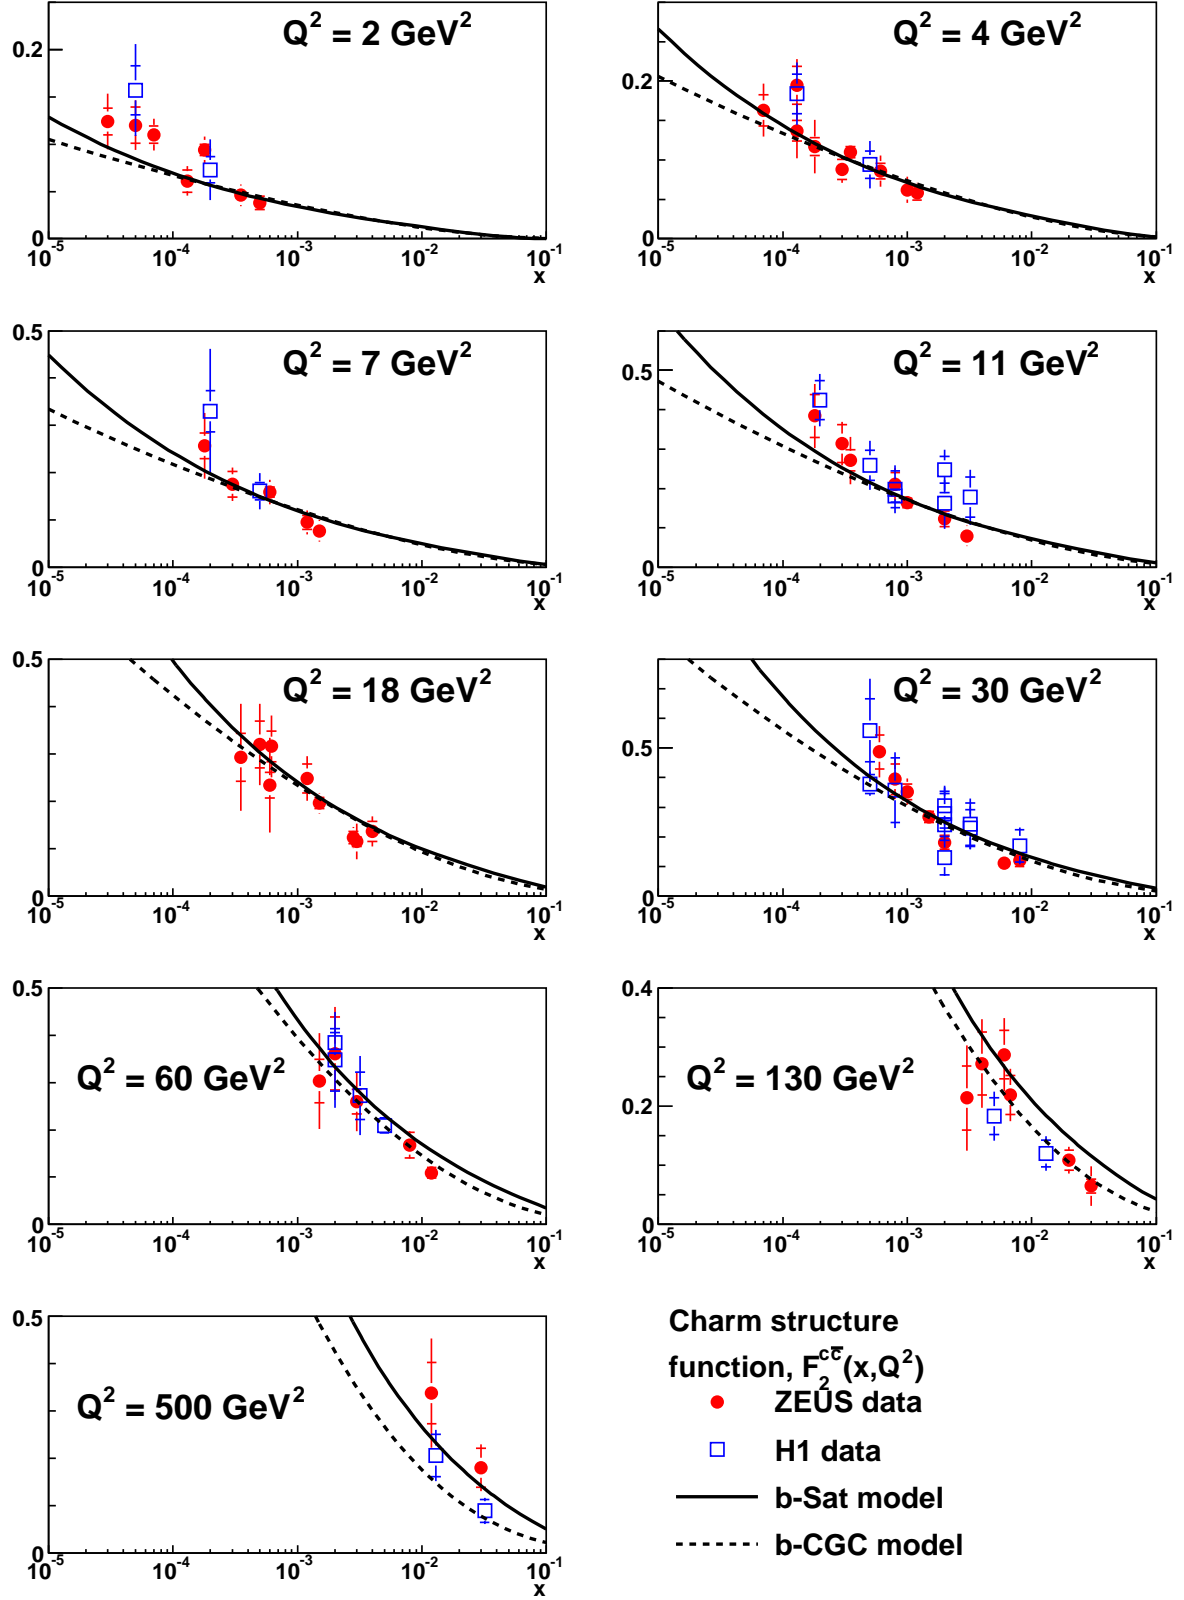 Q² = 2 GeV²
0.2
0
10⁻⁵ 10⁻⁴ 10⁻³ 10⁻² 10⁻¹
x
Q² = 4 GeV²
0.2
0
10⁻⁵ 10⁻⁴ 10⁻³ 10⁻² 10⁻¹
x
Q² = 7 GeV²
0.5
0
10⁻⁵ 10⁻⁴ 10⁻³ 10⁻² 10⁻¹
x
Q² = 11 GeV²
0.5
0
10⁻⁵ 10⁻⁴ 10⁻³ 10⁻² 10⁻¹
x
Q² = 18 GeV²
0.5
0
10⁻⁵ 10⁻⁴ 10⁻³ 10⁻² 10⁻¹
x
Q² = 30 GeV²
0.5
0
10⁻⁵ 10⁻⁴ 10⁻³ 10⁻² 10⁻¹
x
0.5
Q² = 60 GeV²
0
10⁻⁵ 10⁻⁴ 10⁻³ 10⁻² 10⁻¹
x
0.4
Q² = 130 GeV²
0.2
0
10⁻⁵ 10⁻⁴ 10⁻³ 10⁻² 10⁻¹
x
0.5
Q² = 500 GeV²
0
10⁻⁵ 10⁻⁴ 10⁻³ 10⁻² 10⁻¹
x
Charm structure
function, F₂^{cc̅}(x,Q²)
ZEUS data
H1 data
b-Sat model
b-CGC model